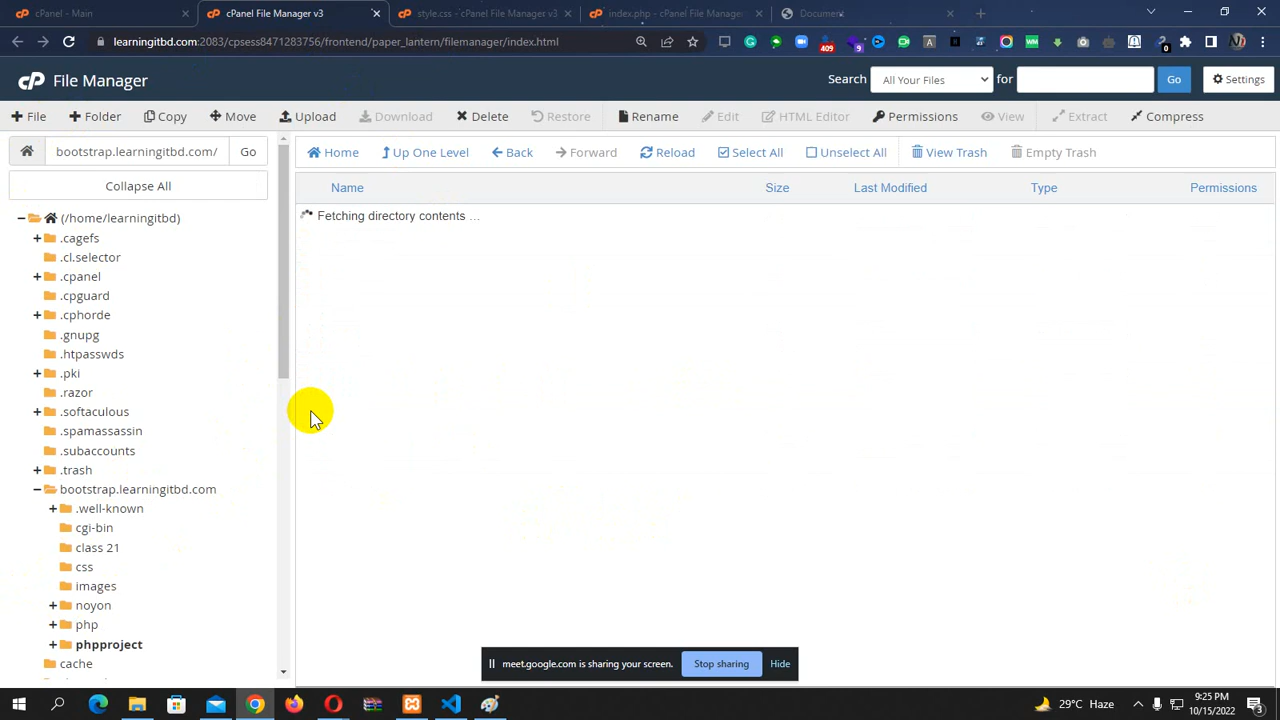 cPanel - Main
cPanel File Manager v3
style.css - cPanel File Manager v3
index.php - cPanel File Manager
Document
learningitbd.com:2083/cpsess8471283756/frontend/paper_lantern/filemanager/index.html
409
9
0
cP File Manager
Search All Your Files for Go Settings
File Folder Copy Move Upload Download Delete Restore Rename Edit HTML Editor Permissions View Extract Compress
bootstrap.learningitbd.com/ Go
Home Up One Level Back Forward Reload Select All Unselect All View Trash Empty Trash
Collapse All
Name Size Last Modified Type Permissions
Fetching directory contents ...
(/home/learningitbd)
.cagefs
.cl.selector
.cpanel
.cpguard
.cphorde
.gnupg
.htpasswds
.pki
.razor
.softaculous
.spamassassin
.subaccounts
.trash
bootstrap.learningitbd.com
.well-known
cgi-bin
class 21
css
images
noyon
php
phpproject
cache
meet.google.com is sharing your screen. Stop sharing Hide
29°C Haze
9:25 PM
10/15/2022
3